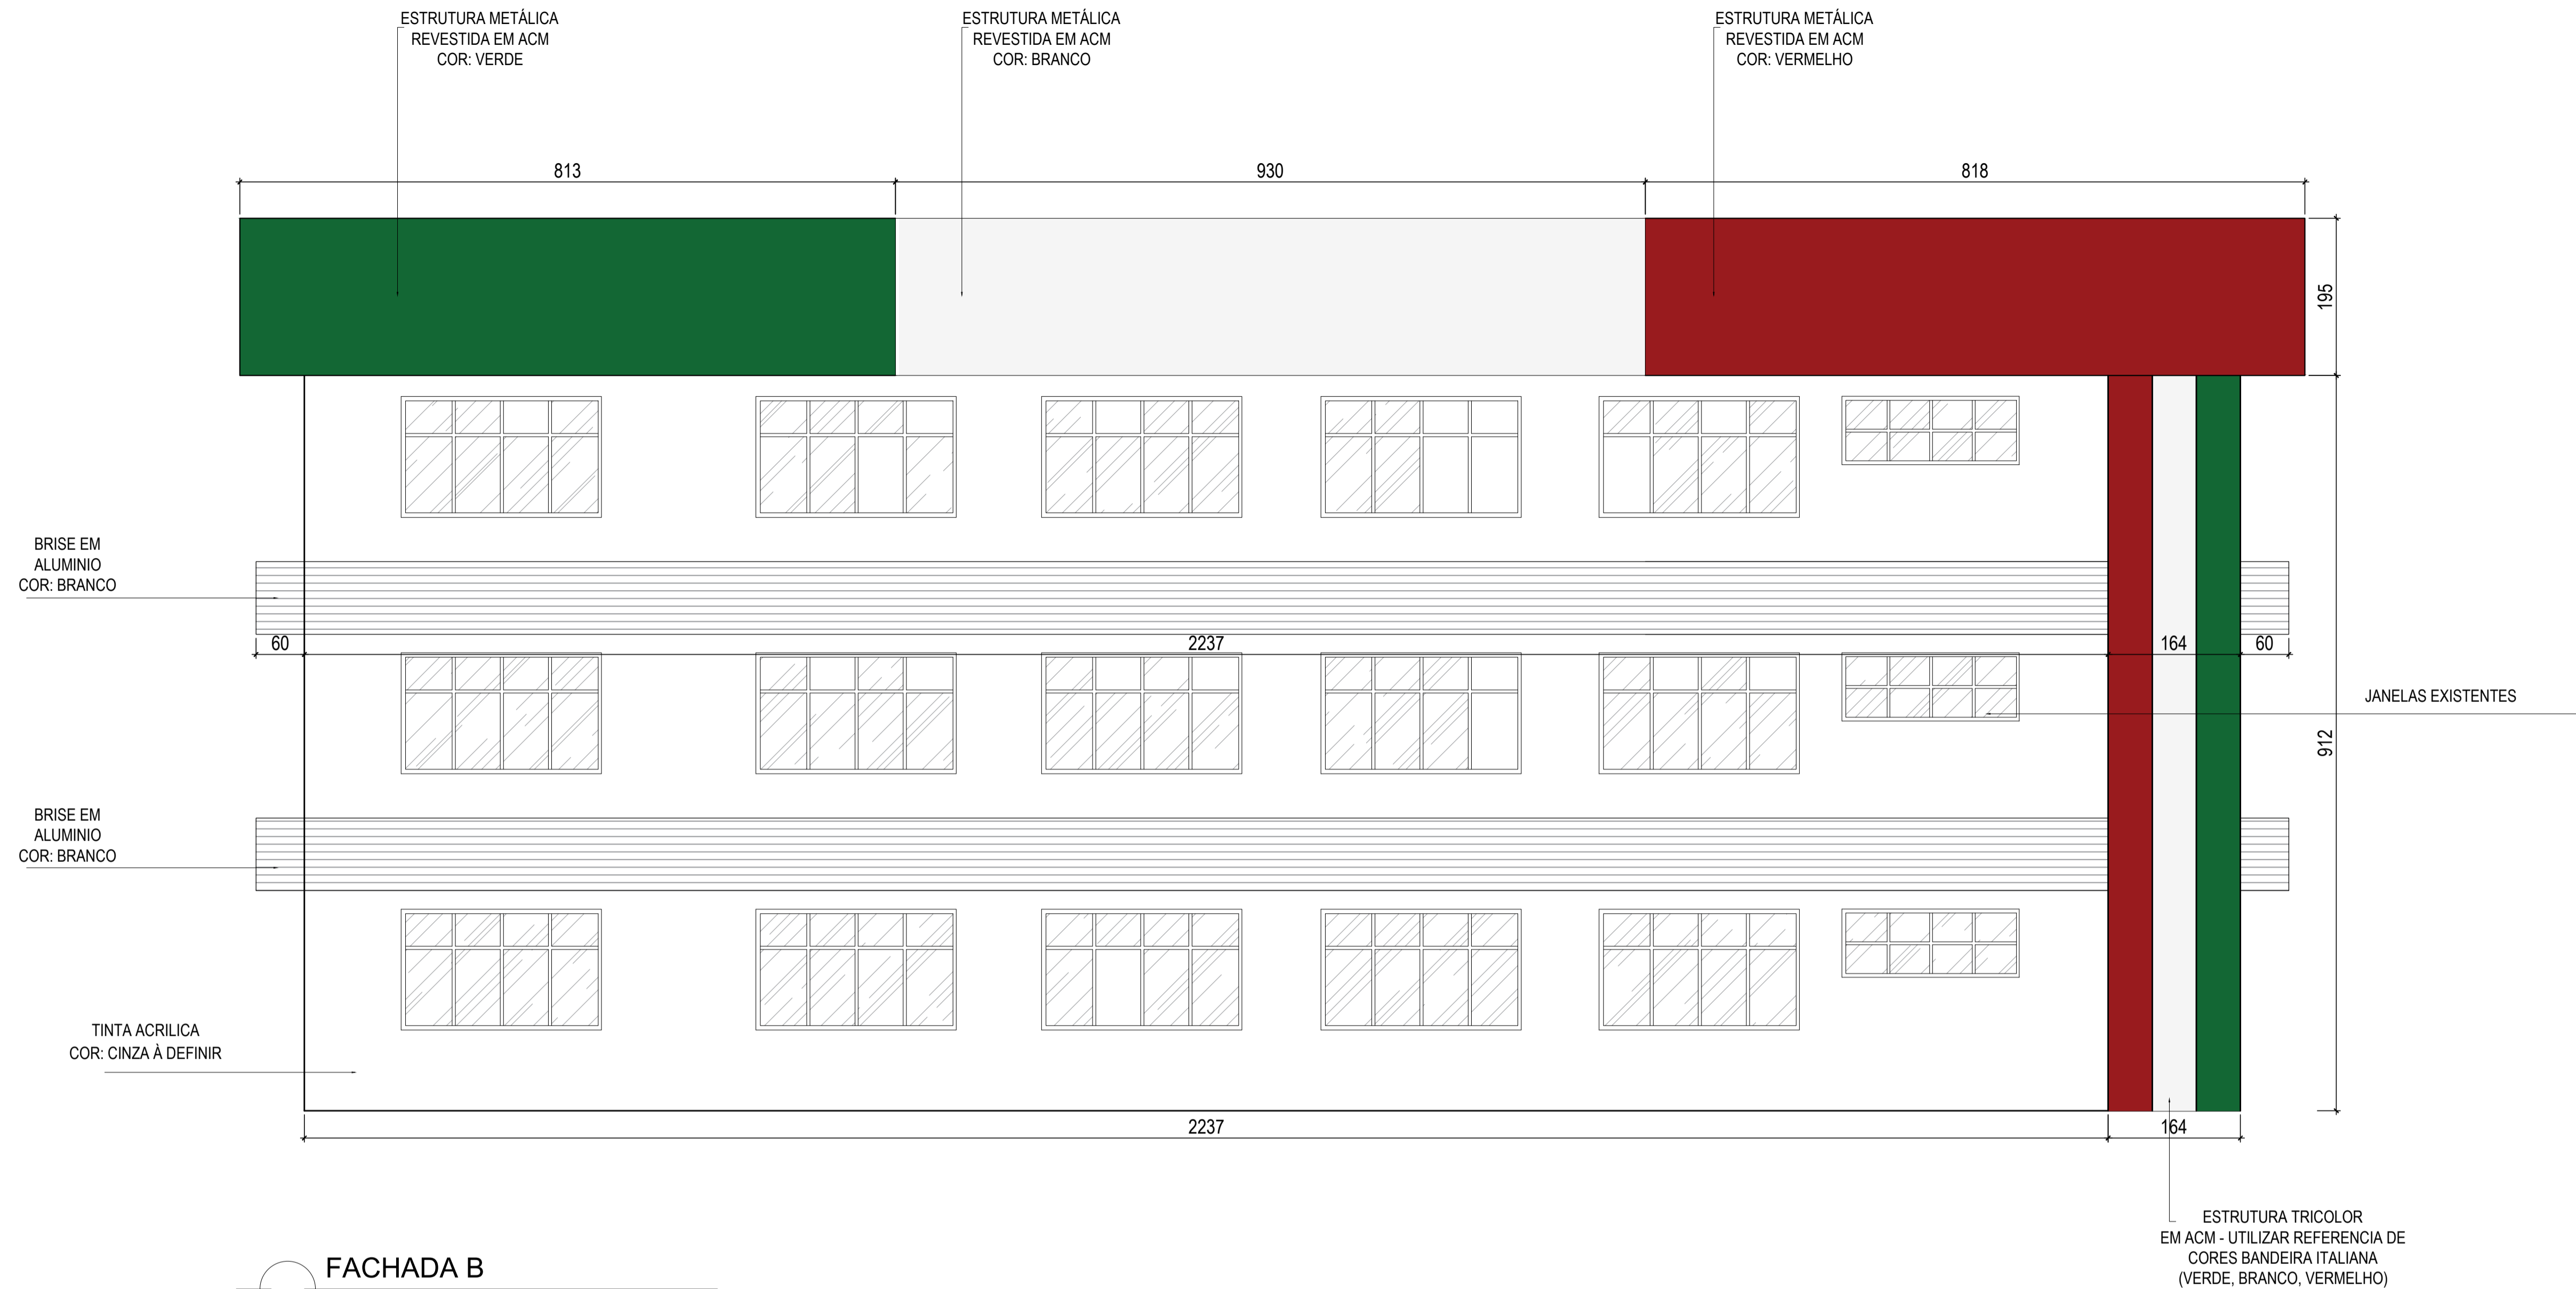 ESTRUTURA METÁLICA
REVESTIDA EM ACM
COR: VERDE
ESTRUTURA METÁLICA
REVESTIDA EM ACM
COR: BRANCO
ESTRUTURA METÁLICA
REVESTIDA EM ACM
COR: VERMELHO
813
930
818
195
BRISE EM
ALUMINIO
COR: BRANCO
60
2237
164
60
JANELAS EXISTENTES
912
BRISE EM
ALUMINIO
COR: BRANCO
TINTA ACRILICA
COR: CINZA À DEFINIR
2237
164
ESTRUTURA TRICOLOR
EM ACM - UTILIZAR REFERENCIA DE
CORES BANDEIRA ITALIANA
(VERDE, BRANCO, VERMELHO)
FACHADA B